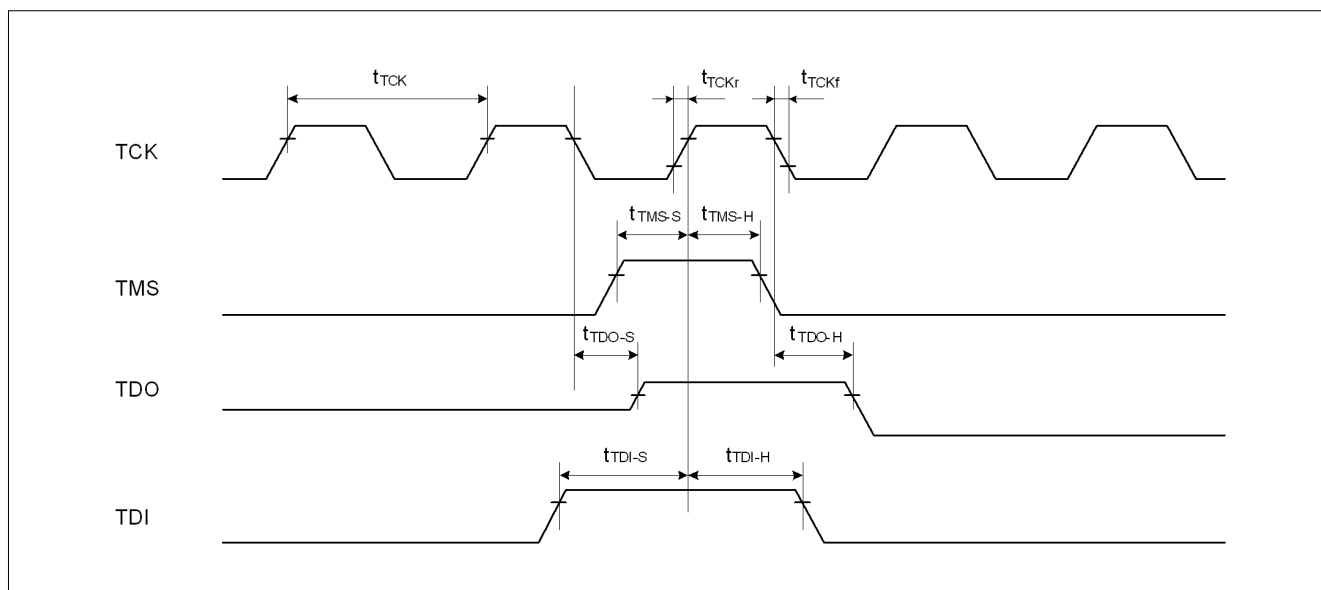 tTCK
tTCKr
tTCKf
TCK
tTMS-S
tTMS-H
TMS
tTDO-S
tTDO-H
TDO
tTDI-S
tTDI-H
TDI